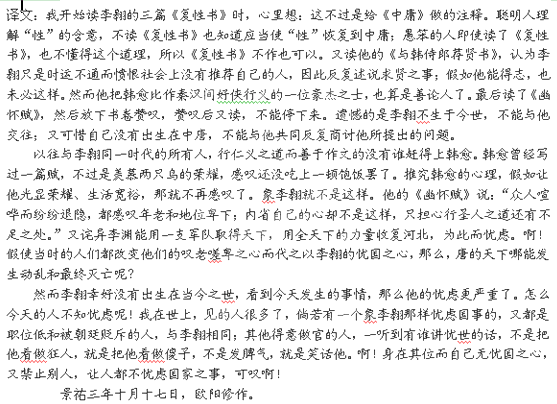 译文：我开始读李翱的三篇《复性书》时，心里想：这不过是给《中庸》做的注释。聪明人理
解“性”的含意，不读《复性书》也知道应当使“性”恢复到中庸；愚笨的人即使读了《复性
书》，也不懂得这个道理，所以《复性书》不作也可以。又读他的《与韩侍郎荐贤书》，认为李
翱只是时运不通而愤恨社会上没有推荐自己的人，因此反复述说求贤之事；假如他能得志，也
未必这样。然而他把韩愈比作秦汉间好侠行义的一位豪杰之士，也算是善论人了。最后读了《幽
怀赋》，然后放下书卷赞叹，赞叹后又读，不能停下来。遗憾的是李翱不生于今世，不能与他
交往；又可惜自己没有出生在中唐，不能与他共同反复商计他所提出的问题。
以往与李翱同一时代的所有人，行仁义之道而善于作文的没有谁赶得上韩愈。韩愈曾经写
过一篇赋，不过是羡慕两只鸟的荣耀，感叹还没吃上一顿饱饭罢了。推究韩愈的心理，假如让
他光显荣耀、生活宽裕，那就不再感叹了。象李翱就不是这样。他的《幽怀赋》说：“众人喧
哗而纷纷退隐，都感叹年老和地位卑下；内省自己的心却不是这样，只担心行圣人之道还有不
足之处。”又诧异李渊能用一支军队取得天下，用全天下的力量收复河北，为此而忧虑。啊！
假使当时的人们都改变他们的叹老嗟卑之心而代之以李翱的忧国之心，那么，唐的天下哪能发
生动乱和最终灭亡呢？
然而李翱幸好没有出生在当今之世，看到今天发生的事情，那么他的忧虑更严重了。怎么
今天的人不知忧虑呢！我在世上，见的人很多了，倘若有一个象李翱那样忧虑国事的，又都是
职位低和被朝廷贬斥的人，与李翱相同；其他得意做官的人，一听到有谁讲忧世的话，不是把
他看做狂人，就是把他看做傻子，不是发脾气，就是笑话他。啊！身在其位而自己无忧国之心，
又禁止别人，让人都不忧虑国家之事，可叹啊！
景祐三年十月十七日，欧阳修作。